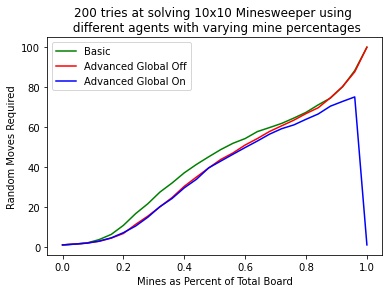 200 tries at solving 10x10 Minesweeper using
different agents with varying mine percentages
Basic
Advanced Global Off
Advanced Global On
Random Moves Required
100
80
60
40
20
0
0.0 0.2 0.4 0.6 0.8 1.0
Mines as Percent of Total Board